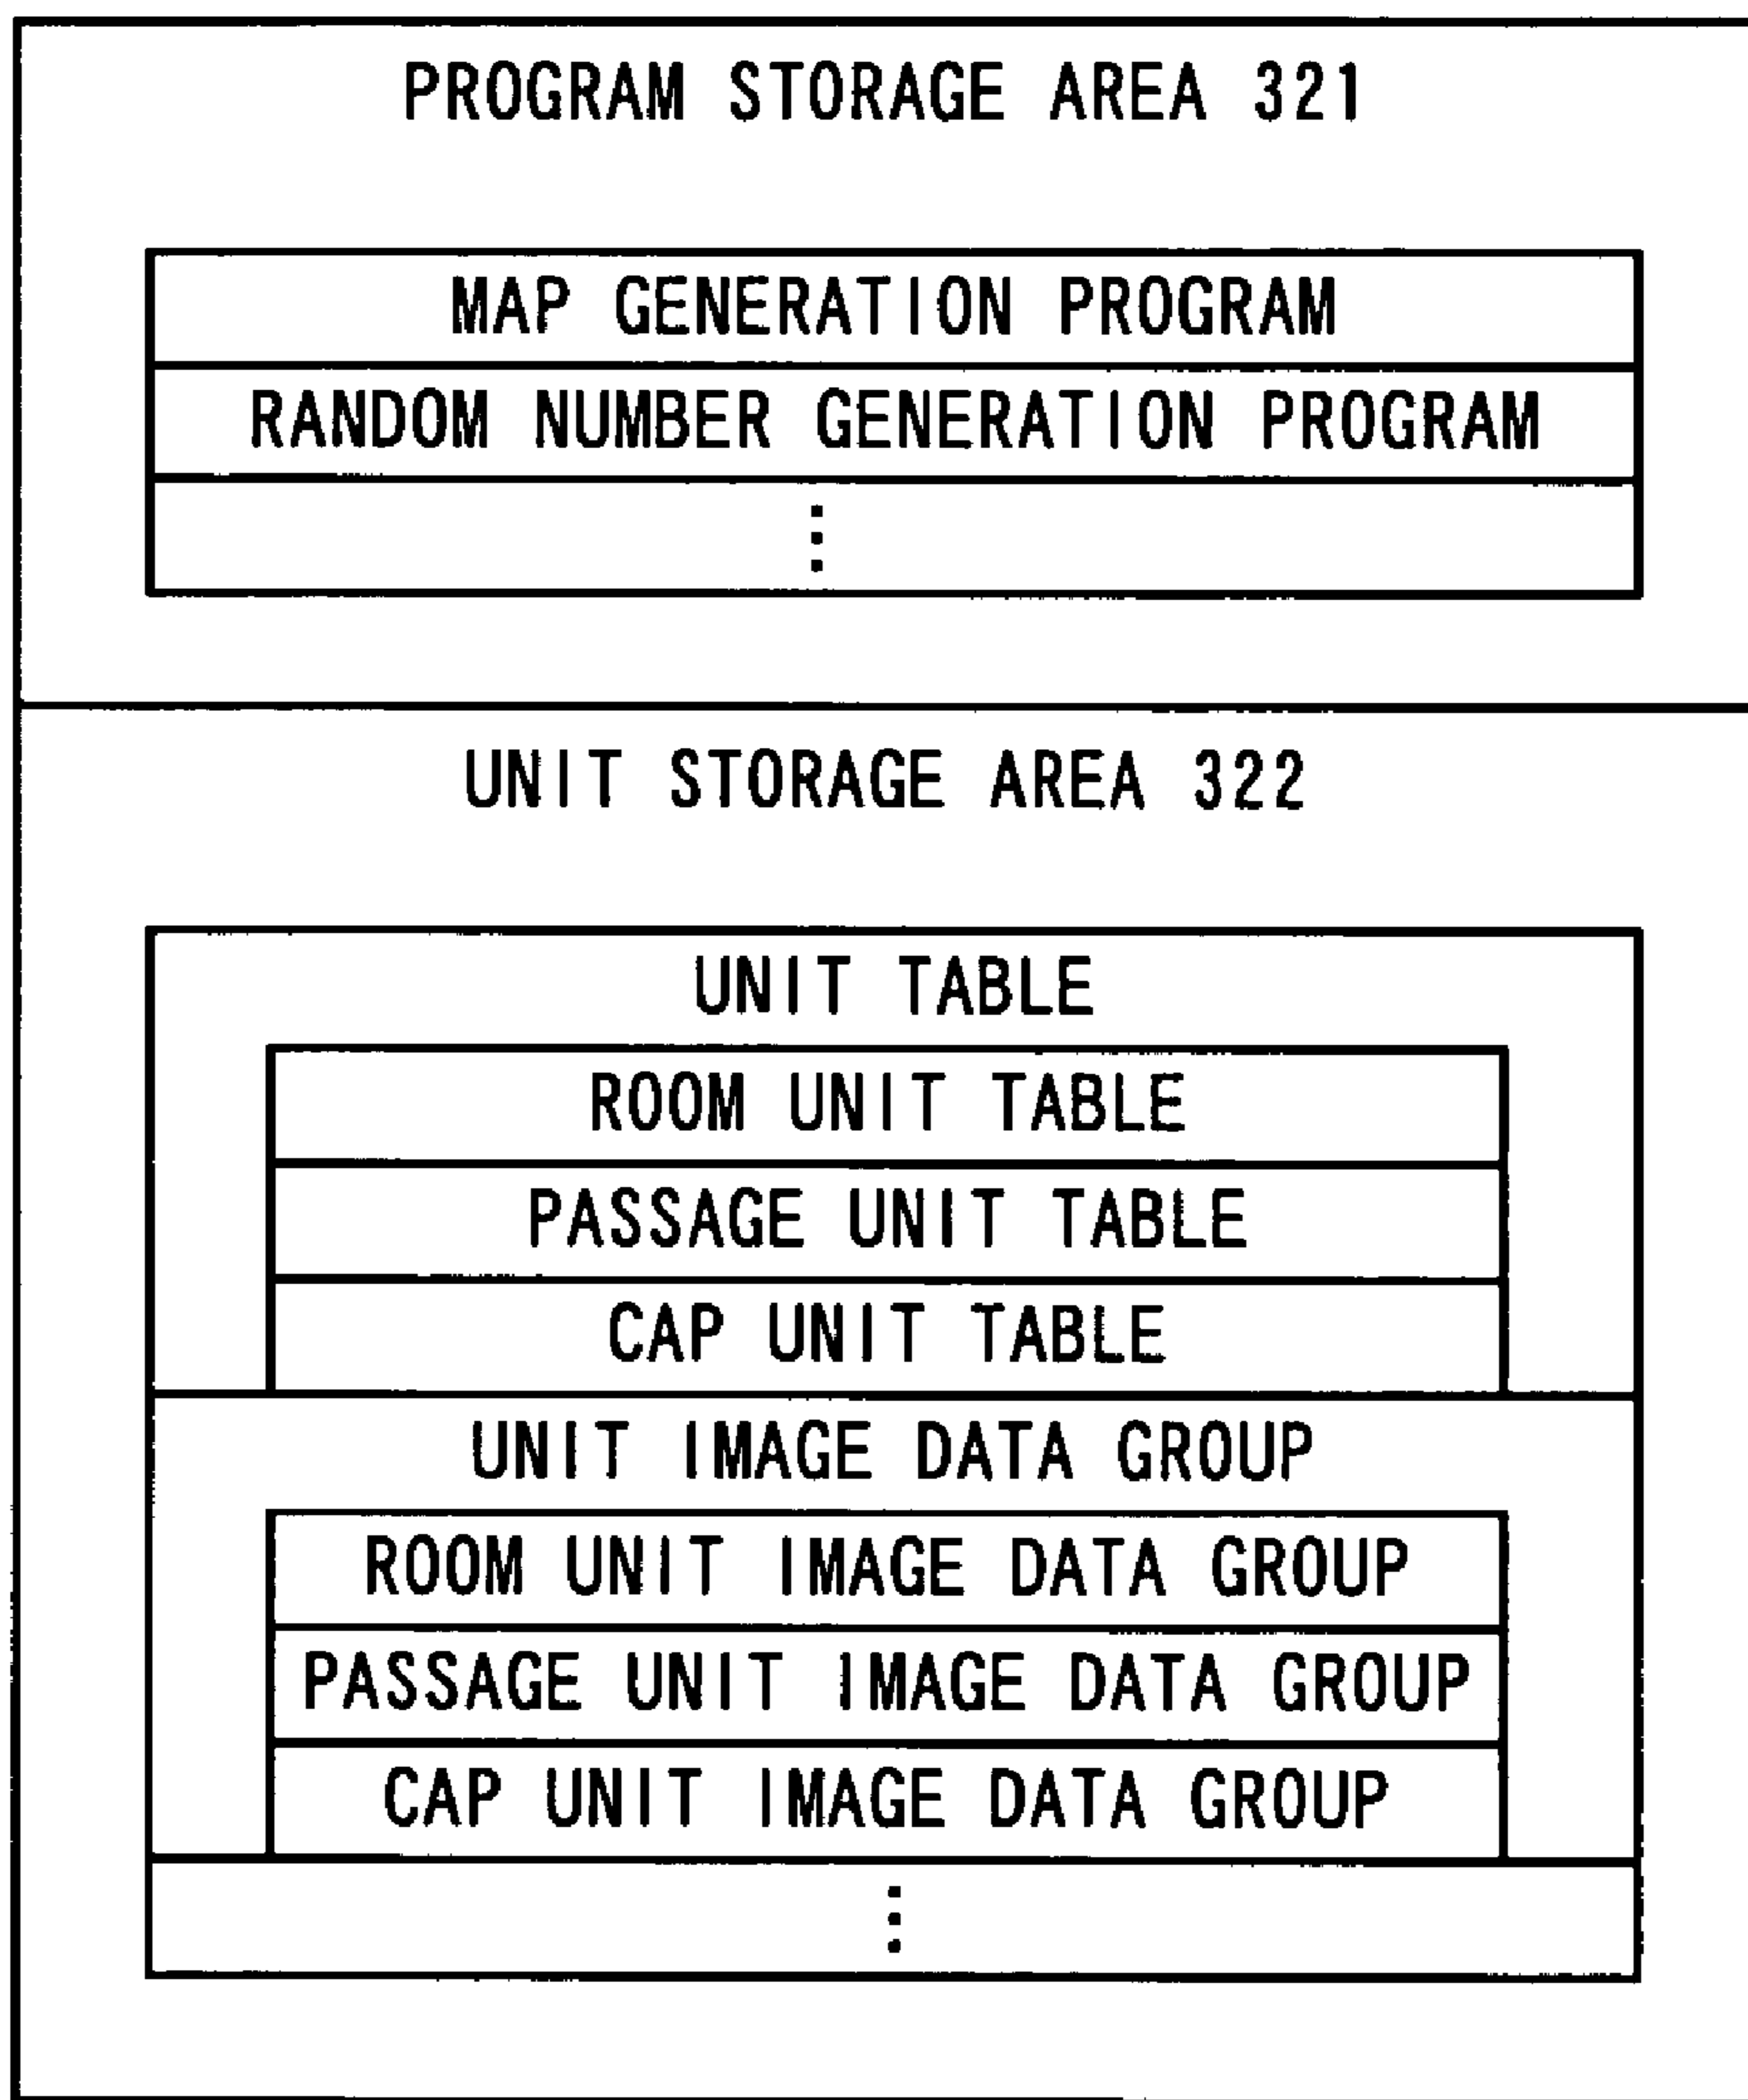 PROGRAM STORAGE AREA 321
MAP GENERATION PROGRAM
RANDOM NUMBER GENERATION PROGRAM
UNIT STORAGE AREA 322
UNIT TABLE
ROOM UNIT TABLE
PASSAGE UNIT TABLE
CAP UNIT TABLE
UNIT IMAGE DATA GROUP
ROOM UNIT IMAGE DATA GROUP
PASSAGE UNIT IMAGE DATA GROUP
CAP UNIT IMAGE DATA GROUP